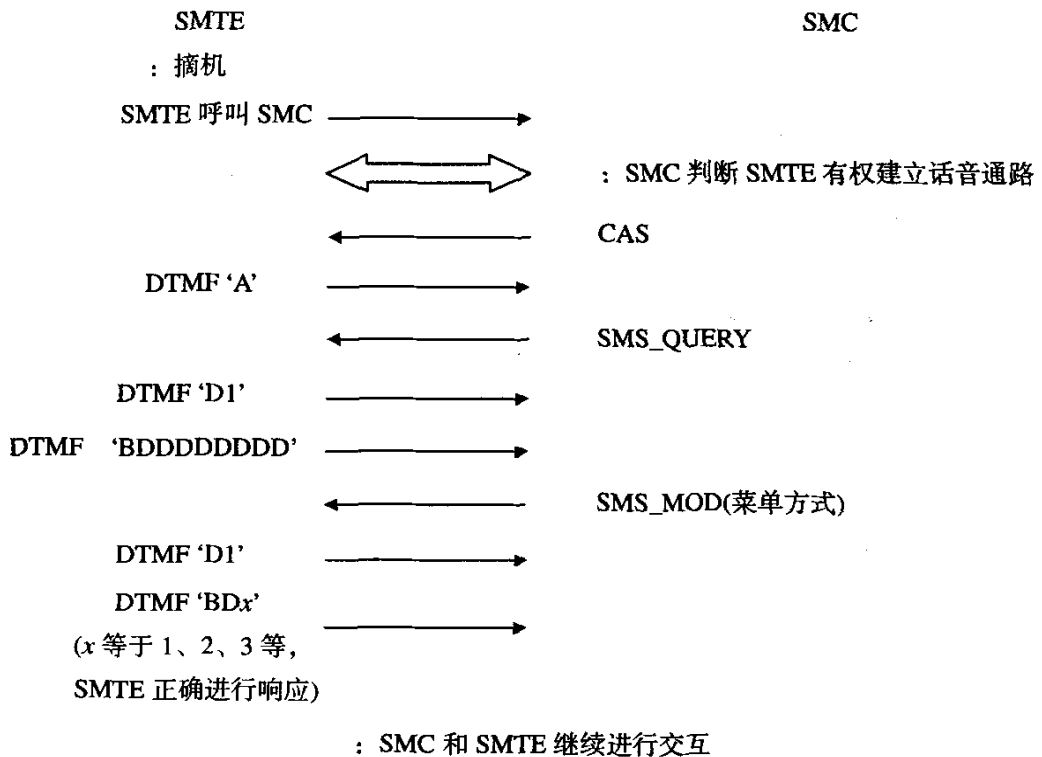 SMTE SMC
：摘机
SMTE 呼叫 SMC
：SMC 判断 SMTE 有权建立话音通路
CAS
DTMF ‘A’
SMS_QUERY
DTMF ‘D1’
DTMF ‘BDDDDDDDDD’
SMS_MOD(菜单方式)
DTMF ‘D1’
DTMF ‘BDx’
(x 等于 1、2、3 等，
SMTE 正确进行响应)
：SMC 和 SMTE 继续进行交互